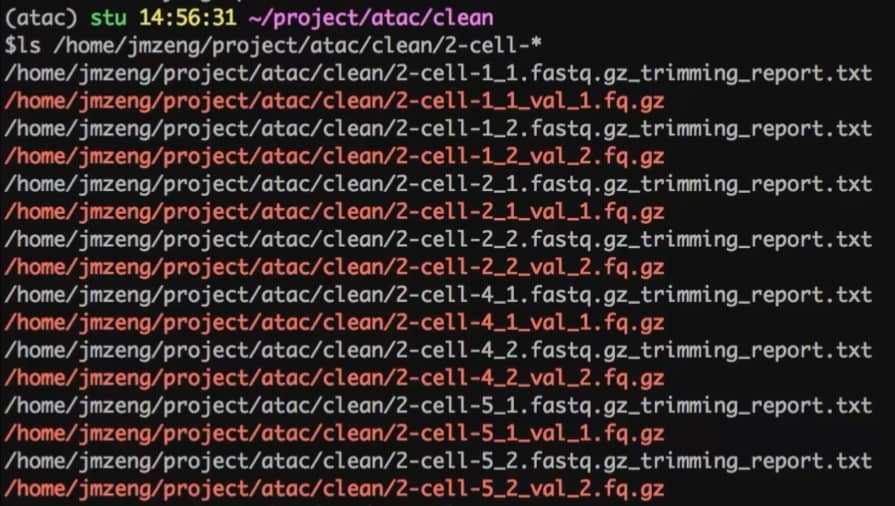 (atac) stu 14:56:31 ~/project/atac/clean
$ls /home/jmzeng/project/atac/clean/2-cell-*
/home/jmzeng/project/atac/clean/2-cell-1_1.fastq.gz_trimming_report.txt
/home/jmzeng/project/atac/clean/2-cell-1_1_val_1.fq.gz
/home/jmzeng/project/atac/clean/2-cell-1_2.fastq.gz_trimming_report.txt
/home/jmzeng/project/atac/clean/2-cell-1_2_val_2.fq.gz
/home/jmzeng/project/atac/clean/2-cell-2_1.fastq.gz_trimming_report.txt
/home/jmzeng/project/atac/clean/2-cell-2_1_val_1.fq.gz
/home/jmzeng/project/atac/clean/2-cell-2_2.fastq.gz_trimming_report.txt
/home/jmzeng/project/atac/clean/2-cell-2_2_val_2.fq.gz
/home/jmzeng/project/atac/clean/2-cell-4_1.fastq.gz_trimming_report.txt
/home/jmzeng/project/atac/clean/2-cell-4_1_val_1.fq.gz
/home/jmzeng/project/atac/clean/2-cell-4_2.fastq.gz_trimming_report.txt
/home/jmzeng/project/atac/clean/2-cell-4_2_val_2.fq.gz
/home/jmzeng/project/atac/clean/2-cell-5_1.fastq.gz_trimming_report.txt
/home/jmzeng/project/atac/clean/2-cell-5_1_val_1.fq.gz
/home/jmzeng/project/atac/clean/2-cell-5_2.fastq.gz_trimming_report.txt
/home/jmzeng/project/atac/clean/2-cell-5_2_val_2.fq.gz